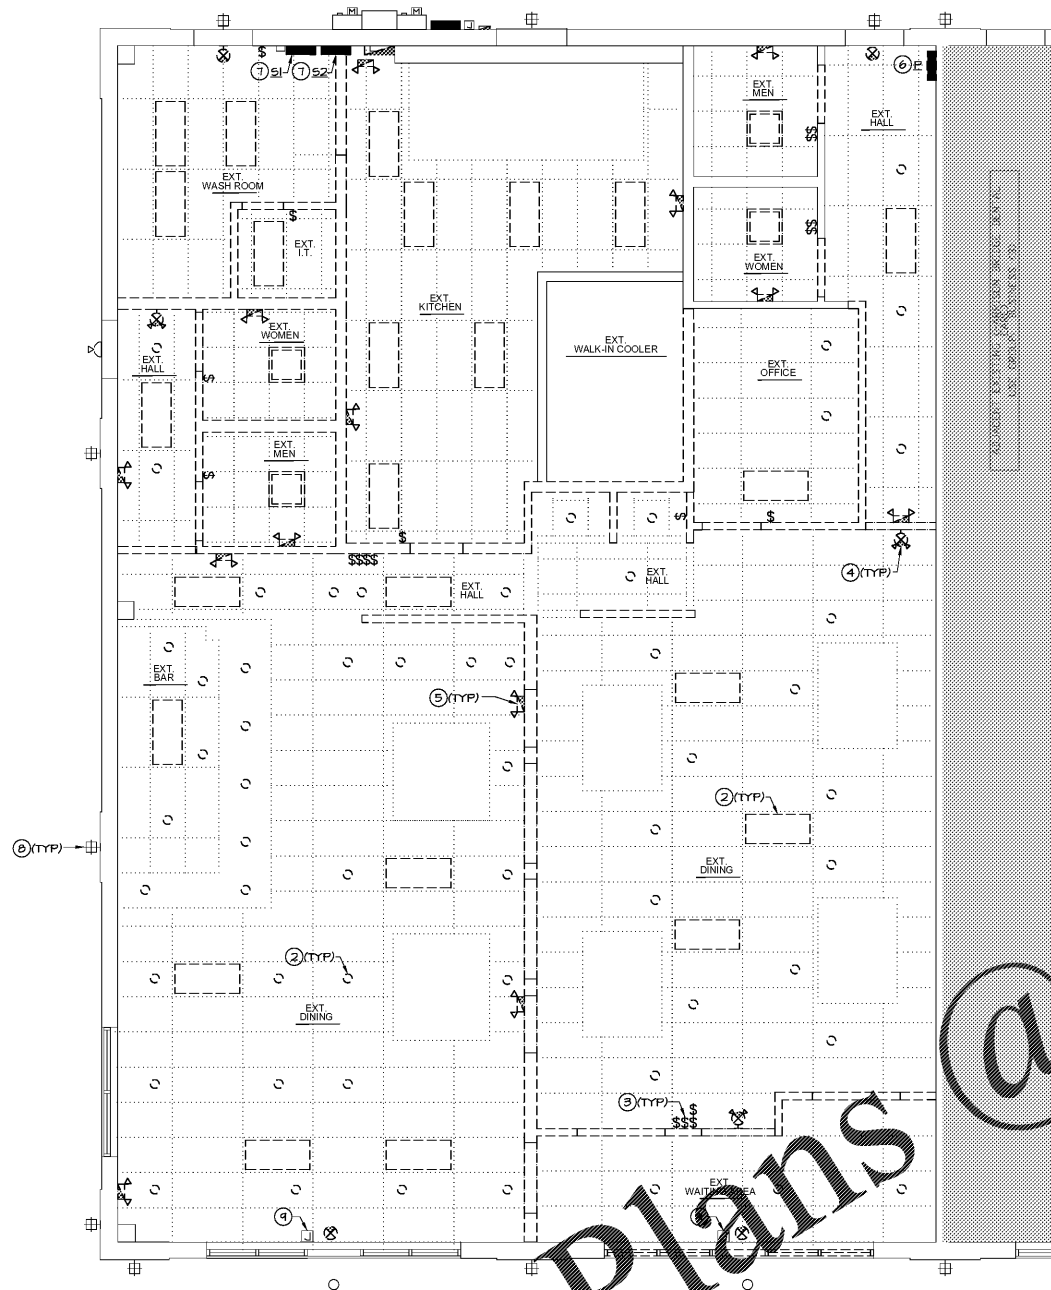 M
M
7 S1 7 S2
6 P
EXT.
MEN
EXT.
HALL
EXT.
WASH ROOM
EXT.
I.T.
EXT.
WOMEN
EXT.
KITCHEN
EXT.
WOMEN
EXT.
WALK-IN COOLER
EXT.
HALL
EXT.
OFFICE
EXT.
MEN
4 (TYP)
EXT.
HALL
EXT.
HALL
EXT.
BAR
5 (TYP)
2 (TYP)
8 (TYP)
EXT.
DINING
2 (TYP)
EXT.
DINING
3 (TYP)
EXT.
WAITING AREA
9
Plans @